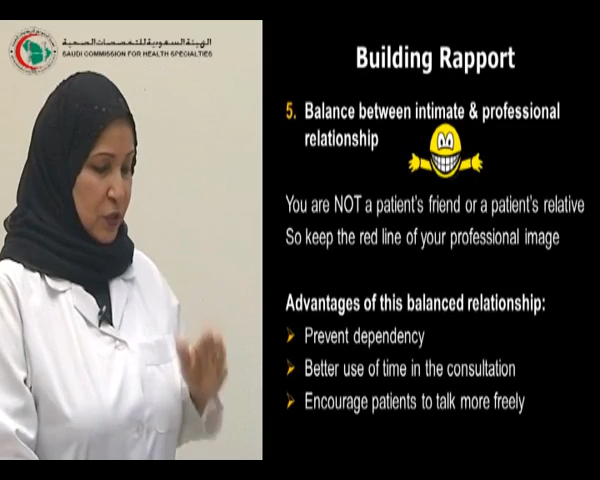 الهيئة السعودية للتخصصات الصحية
SAUDI COMMISSION FOR HEALTH SPECIALTIES
Building Rapport
5. Balance between intimate & professional
relationship
You are NOT a patient's friend or a patient's relative
So keep the red line of your professional image
Advantages of this balanced relationship:
Prevent dependency
Better use of time in the consultation
Encourage patients to talk more freely